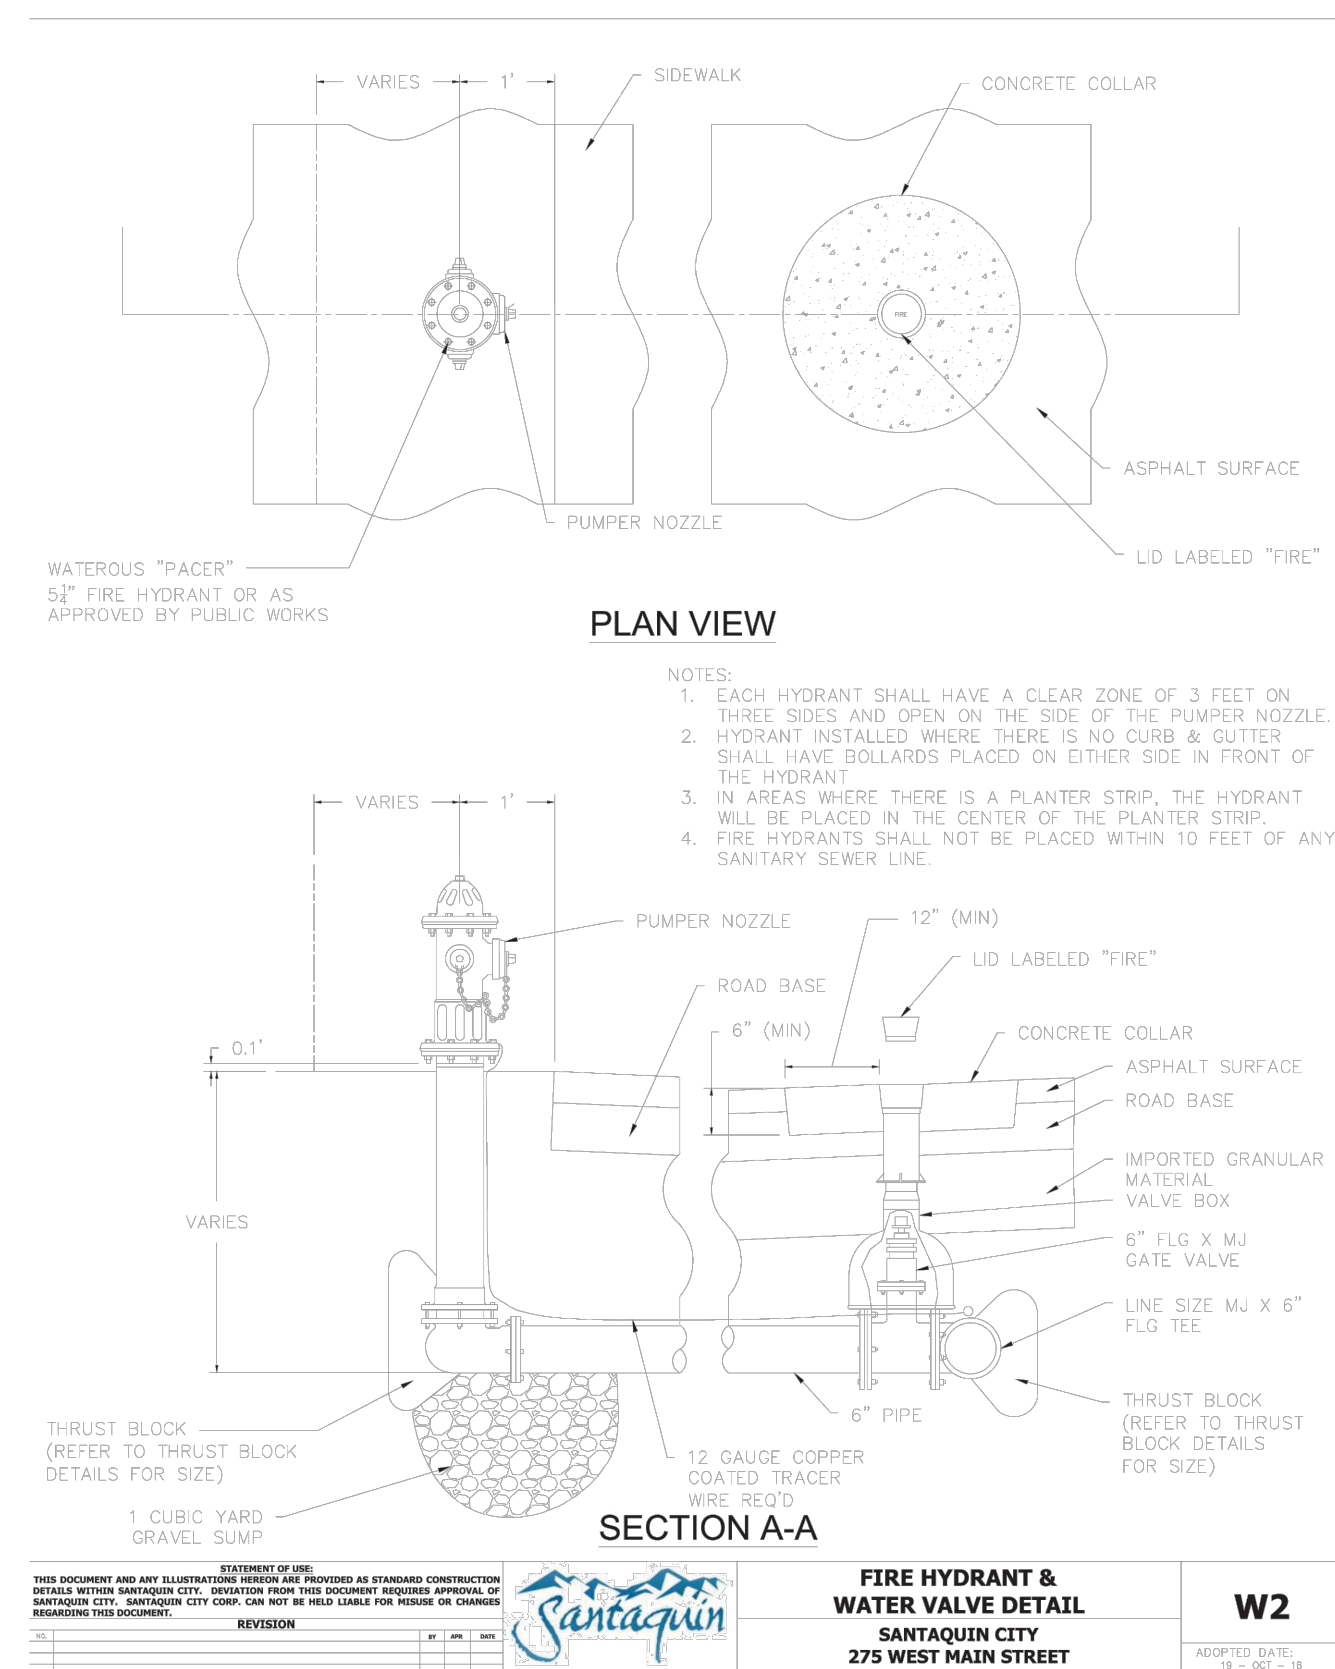 VARIES
1'
SIDEWALK
CONCRETE COLLAR
FIRE
ASPHALT SURFACE
PUMPER NOZZLE
LID LABELED "FIRE"
WATEROUS "PACER"
5 1/4" FIRE HYDRANT OR AS
APPROVED BY PUBLIC WORKS
PLAN VIEW
NOTES:
1. EACH HYDRANT SHALL HAVE A CLEAR ZONE OF 3 FEET ON
THREE SIDES AND OPEN ON THE SIDE OF THE PUMPER NOZZLE.
2. HYDRANT INSTALLED WHERE THERE IS NO CURB & GUTTER
SHALL HAVE BOLLARDS PLACED ON EITHER SIDE IN FRONT OF
THE HYDRANT
3. IN AREAS WHERE THERE IS A PLANTER STRIP, THE HYDRANT
WILL BE PLACED IN THE CENTER OF THE PLANTER STRIP.
4. FIRE HYDRANTS SHALL NOT BE PLACED WITHIN 10 FEET OF ANY
SANITARY SEWER LINE.
VARIES
1'
PUMPER NOZZLE
12" (MIN)
LID LABELED "FIRE"
ROAD BASE
6" (MIN)
CONCRETE COLLAR
0.1'
ASPHALT SURFACE
ROAD BASE
IMPORTED GRANULAR
MATERIAL
VALVE BOX
VARIES
6" FLG X MJ
GATE VALVE
LINE SIZE MJ X 6"
FLG TEE
THRUST BLOCK
(REFER TO THRUST
BLOCK DETAILS
FOR SIZE)
6" PIPE
THRUST BLOCK
(REFER TO THRUST BLOCK
DETAILS FOR SIZE)
12 GAUGE COPPER
COATED TRACER
WIRE REQ'D
1 CUBIC YARD
GRAVEL SUMP
SECTION A-A
STATEMENT OF USE:
THIS DOCUMENT AND ANY ILLUSTRATIONS HEREON ARE PROVIDED AS STANDARD CONSTRUCTION
DETAILS WITHIN SANTAQUIN CITY. DEVIATION FROM THIS DOCUMENT REQUIRES APPROVAL OF
SANTAQUIN CITY. SANTAQUIN CITY CORP. CAN NOT BE HELD LIABLE FOR MISUSE OR CHANGES
REGARDING THIS DOCUMENT.
REVISION
NO. BY APR DATE
Santaquin
FIRE HYDRANT &
WATER VALVE DETAIL
SANTAQUIN CITY
275 WEST MAIN STREET
W2
ADOPTED DATE:
19 - OCT - 16